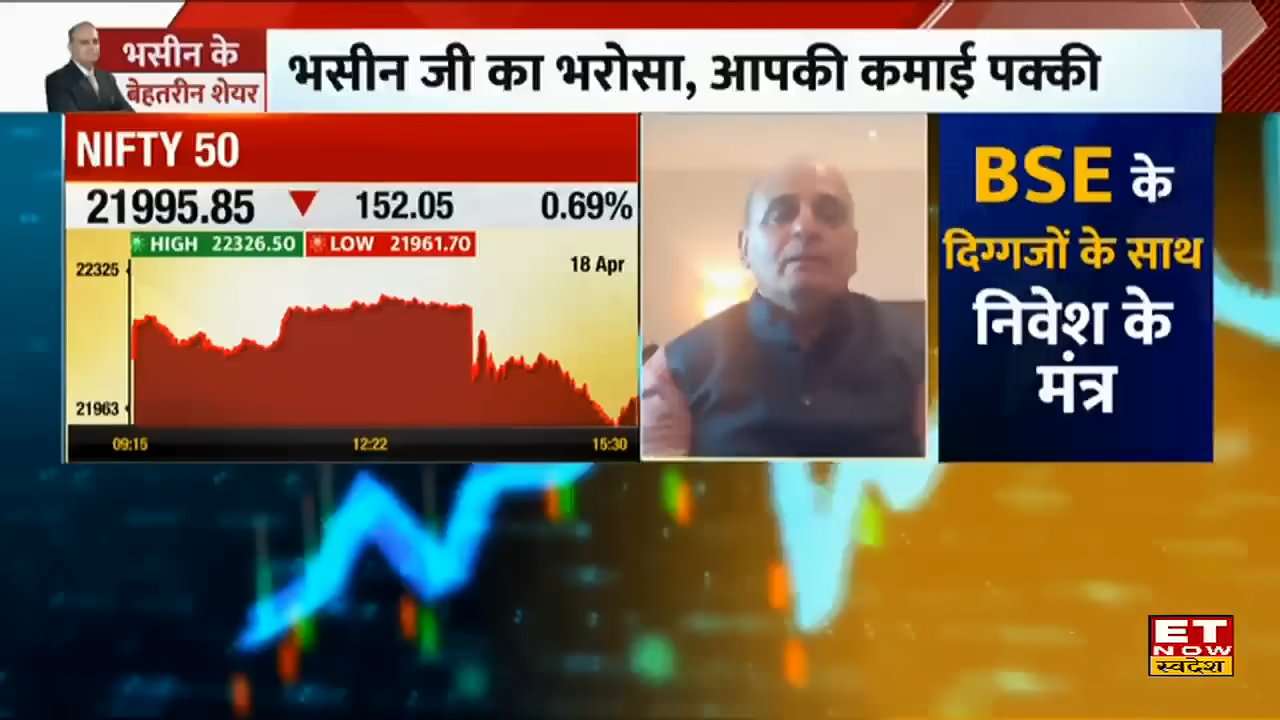 भसीन के
बेहतरीन शेयर
भसीन जी का भरोसा, आपकी कमाई पक्की
NIFTY 50
21995.85 ▼ 152.05 0.69%
HIGH 22326.50 LOW 21961.70
18 Apr
22325
21963
09:15 12:22 15:30
BSE के
दिग्गजों के साथ
निवेश के
मंत्र
ET
NOW
स्वदेश